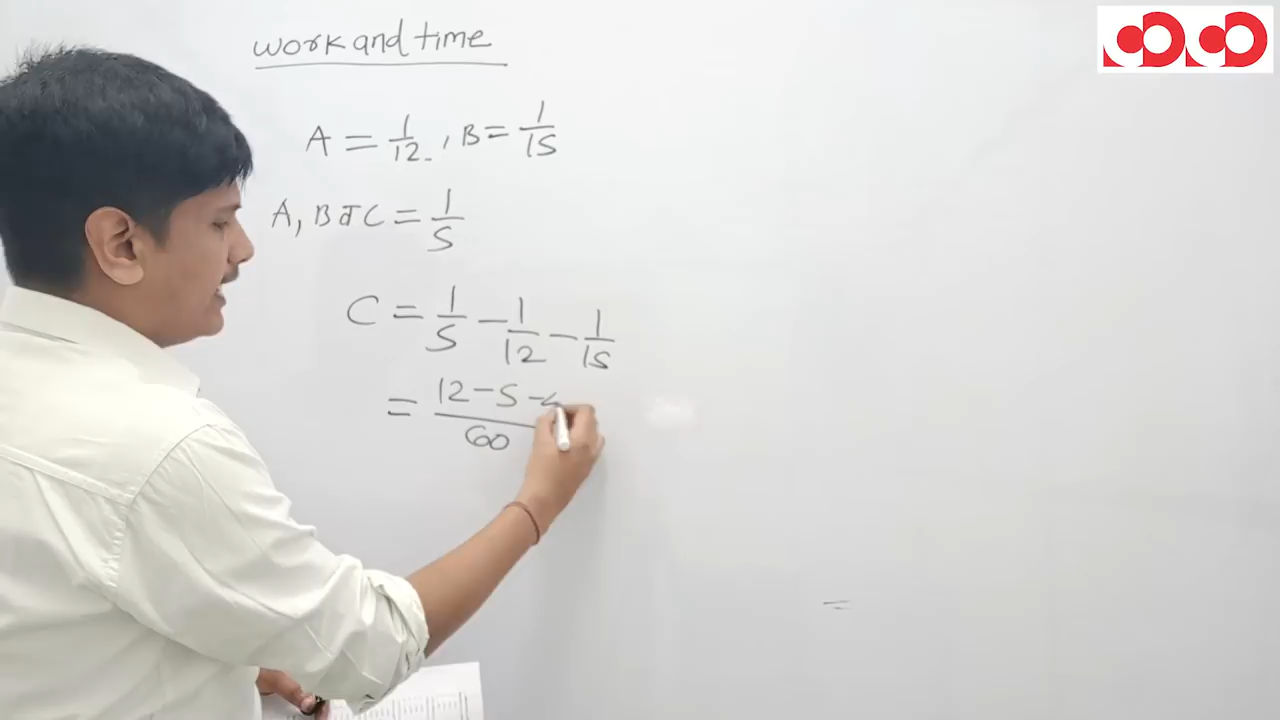 work and time
A = 1/12, B = 1/15
A, B व C = 1/5
C = 1/5 - 1/12 - 1/15
= 12 - 5 - 4/60
=